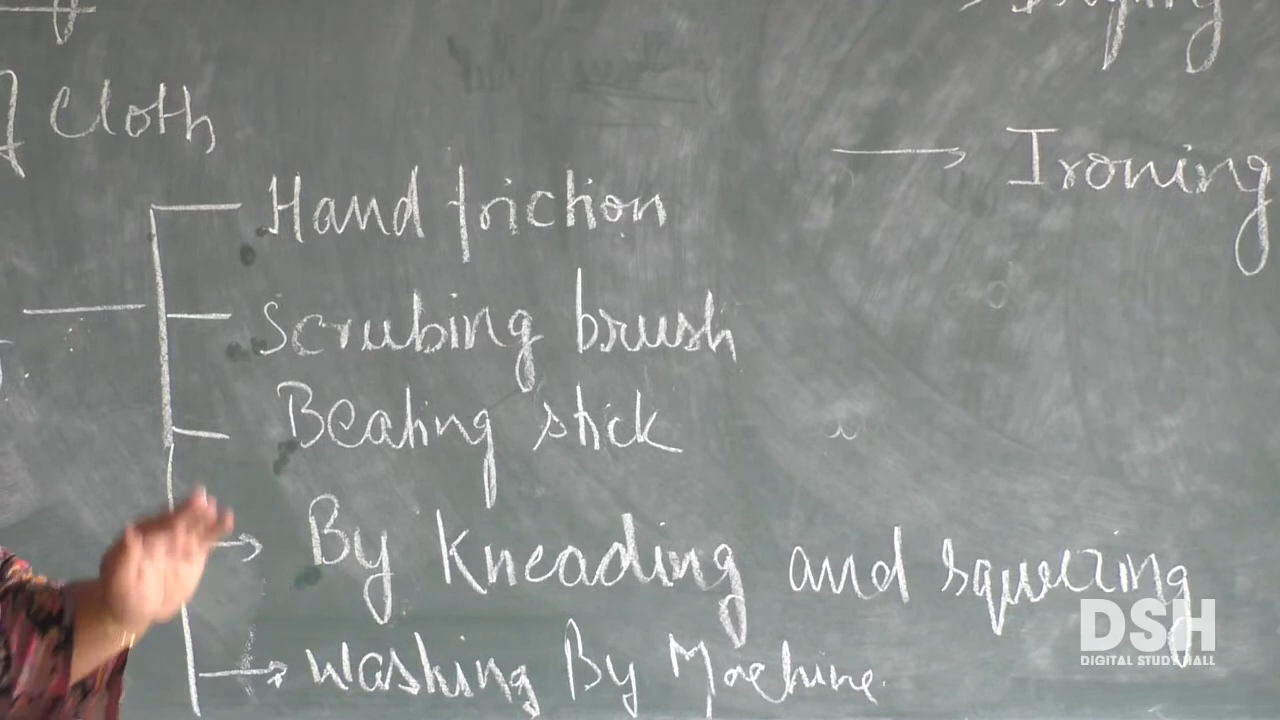 Cloth
Ironing
Hand friction
Scrubing brush
Beating stick
By Kneading and squeezing
Washing By Machine.
DSH
DIGITAL STUDY HALL